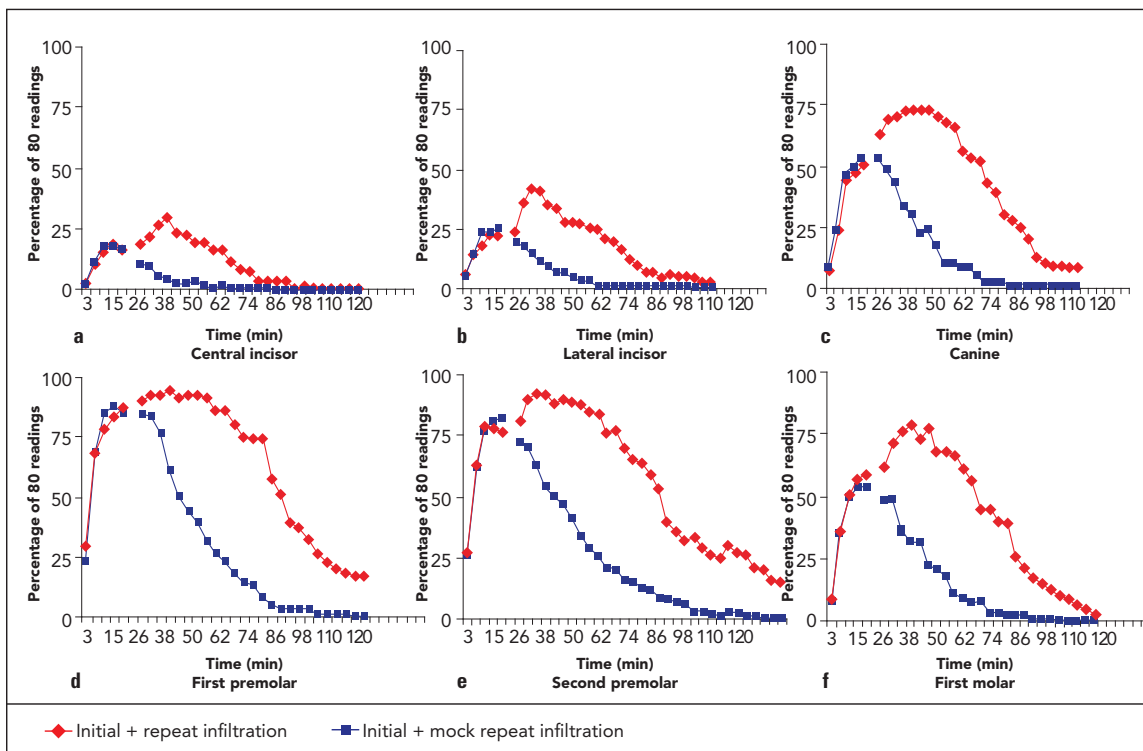 100
75
50
25
0
Percentage of 80 readings
3 15 26 38 50 62 74 86 98 110 120
a
Time (min)
Central incisor
100
75
50
25
0
Percentage of 80 readings
3 15 26 38 50 62 74 86 98 110 120
b
Time (min)
Lateral incisor
100
75
50
25
0
Percentage of 80 readings
3 15 26 38 50 62 74 86 98 110 120
c
Time (min)
Canine
100
75
50
25
0
Percentage of 80 readings
3 15 26 38 50 62 74 86 98 110 120
d
Time (min)
First premolar
100
75
50
25
0
Percentage of 80 readings
3 15 26 38 50 62 74 86 98 110 120
e
Time (min)
Second premolar
100
75
50
25
0
Percentage of 80 readings
3 15 26 38 50 62 74 86 98 110 120
f
Time (min)
First molar
Initial + repeat infiltration
Initial + mock repeat infiltration